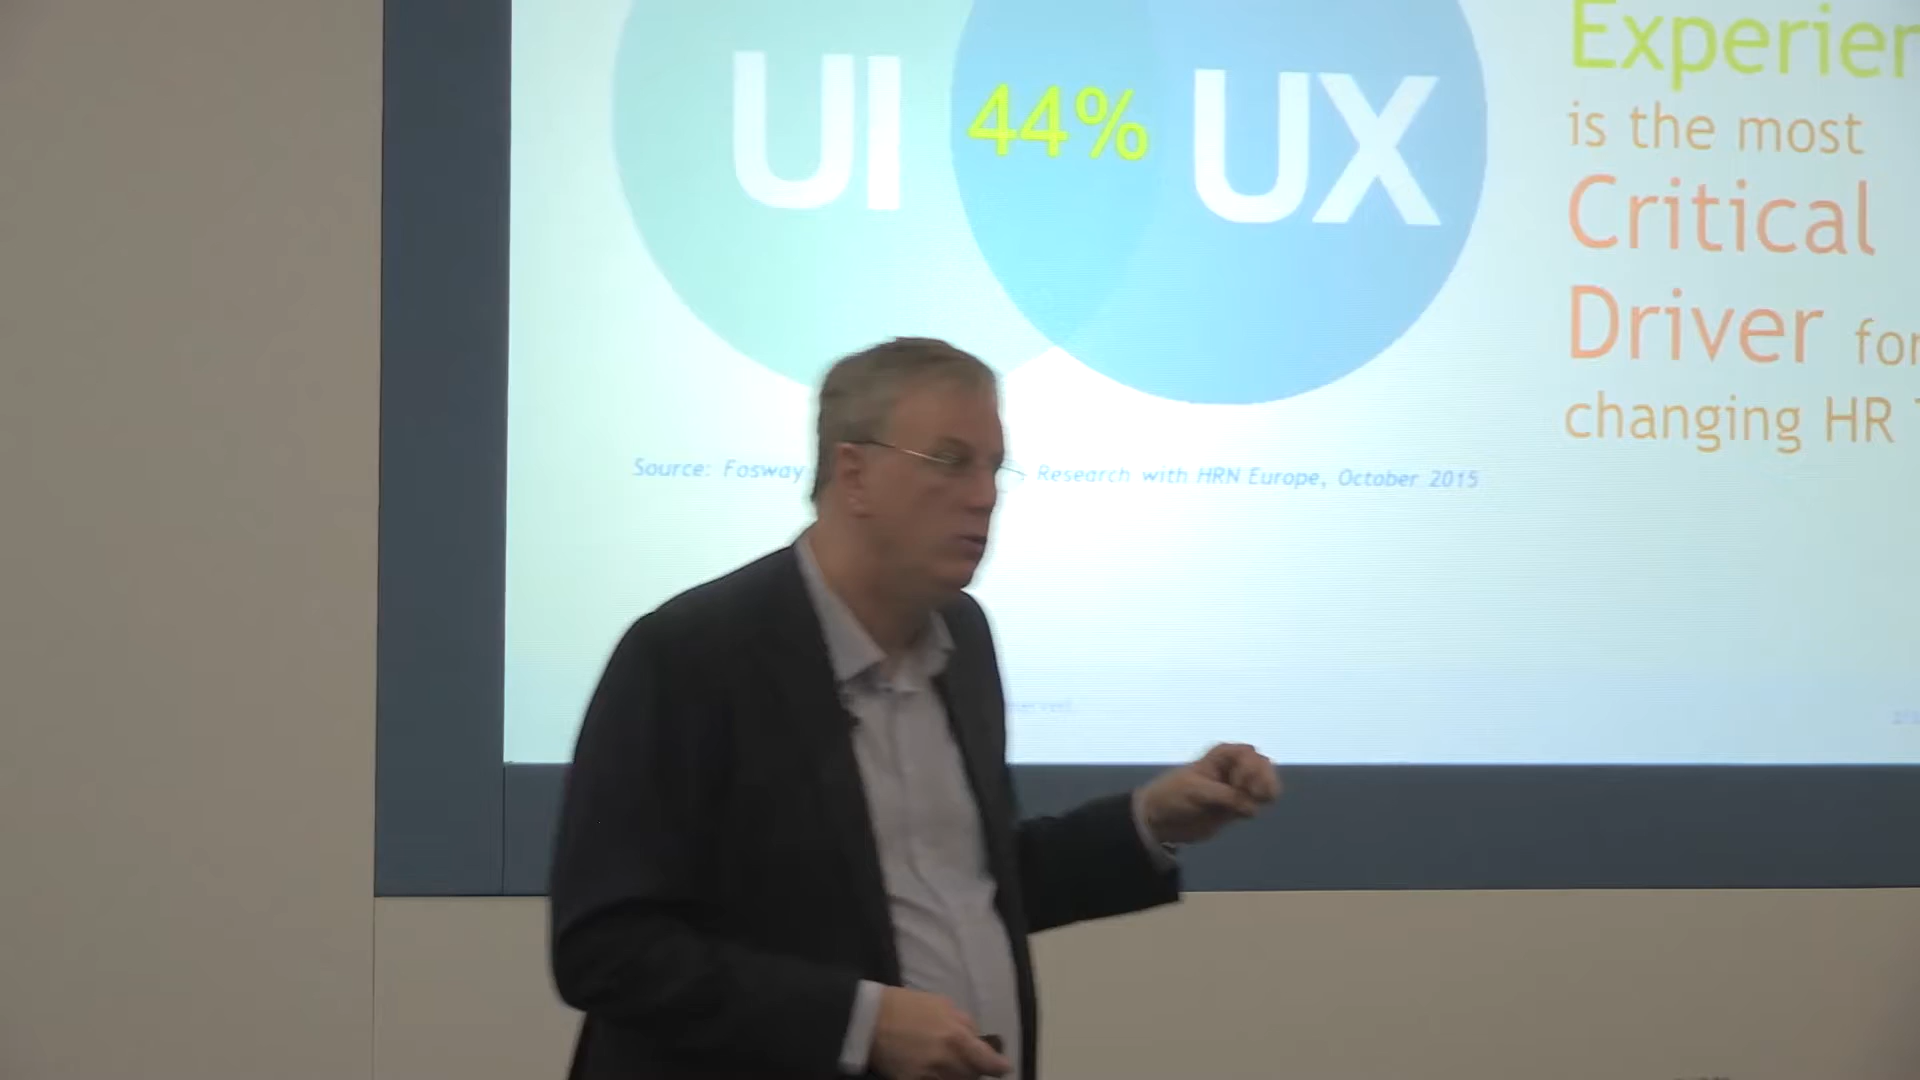 UI 44% UX
Experien
is the most
Critical
Driver for
changing HR
Source: Fosway Research with HRN Europe, October 2015